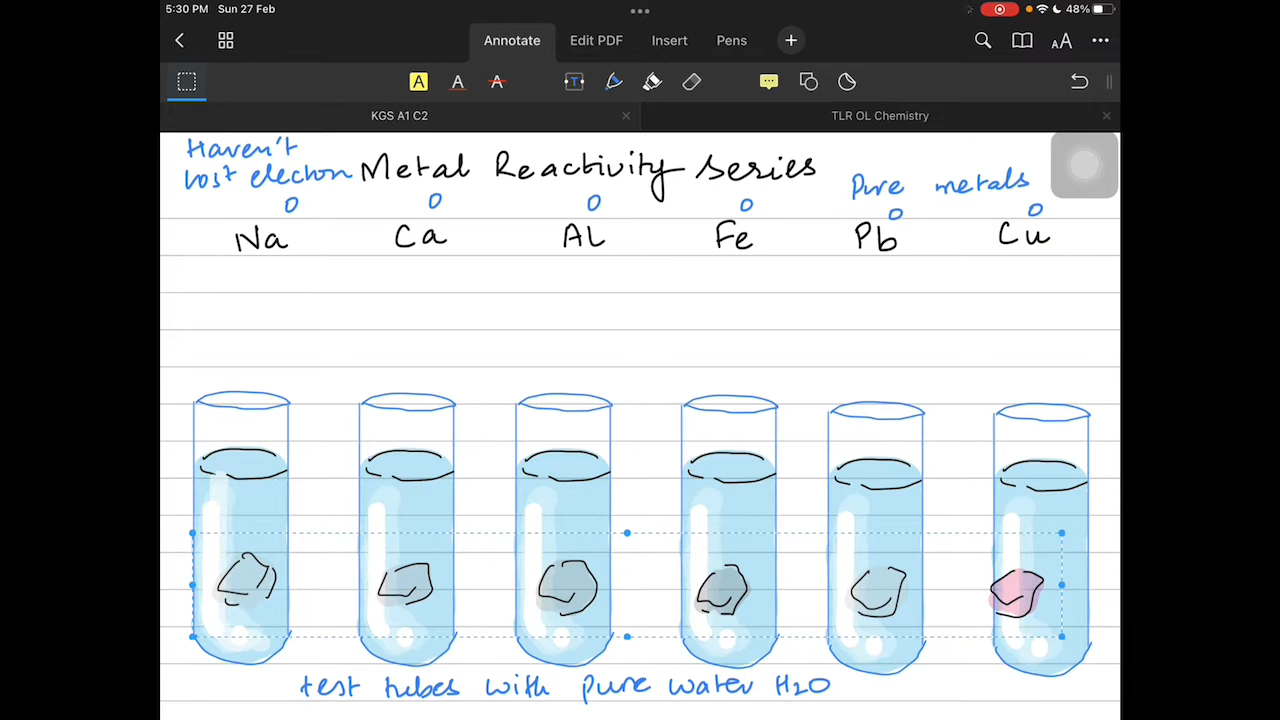 5:30 PM Sun 27 Feb
48%
Annotate Edit PDF Insert Pens
KGS A1 C2 TLR OL Chemistry
Haven't
lost electron
Metal Reactivity series
Pure metals
0 0 0 0 0 0
Na Ca AL Fe Pb Cu
test tubes with pure water H2O